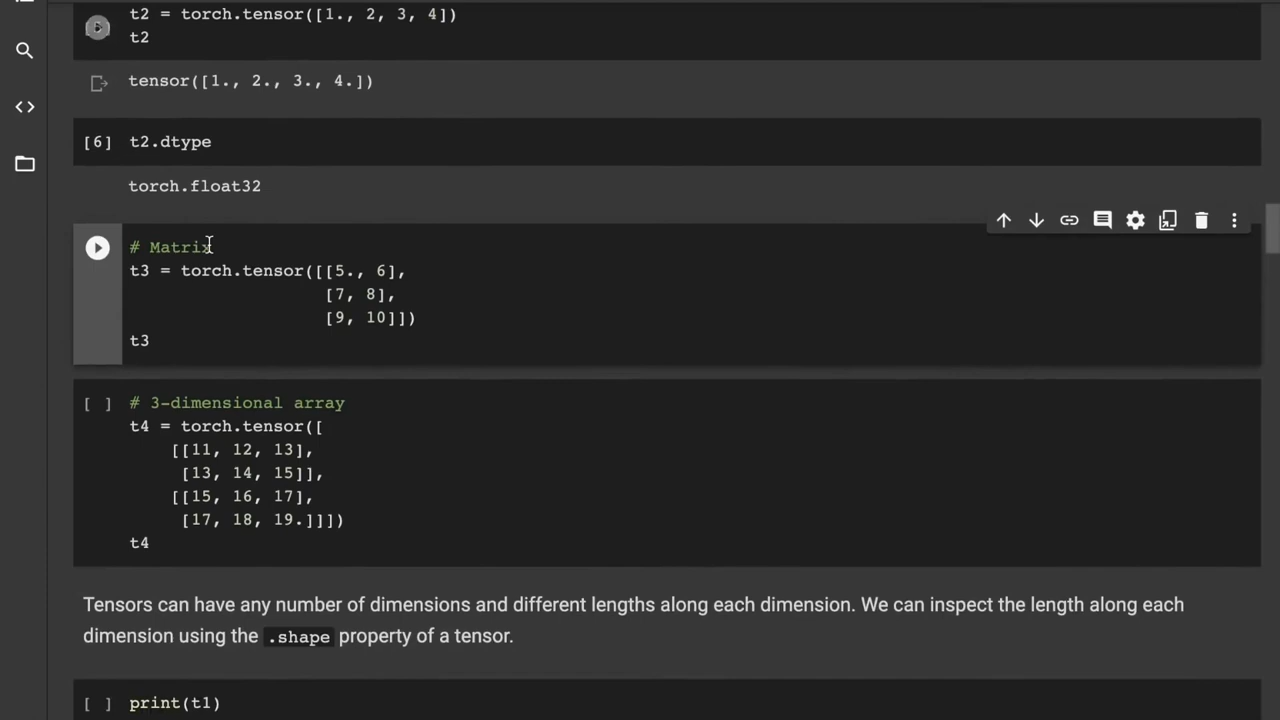 t2 = torch.tensor([1., 2, 3, 4])
t2
tensor([1., 2., 3., 4.])
[6] t2.dtype
torch.float32
# Matrix
t3 = torch.tensor([[5., 6],
[7, 8],
[9, 10]])
t3
[ ] # 3-dimensional array
t4 = torch.tensor([
[[11, 12, 13],
[13, 14, 15]],
[[15, 16, 17],
[17, 18, 19.]]])
t4
Tensors can have any number of dimensions and different lengths along each dimension. We can inspect the length along each
dimension using the .shape property of a tensor.
[ ] print(t1)